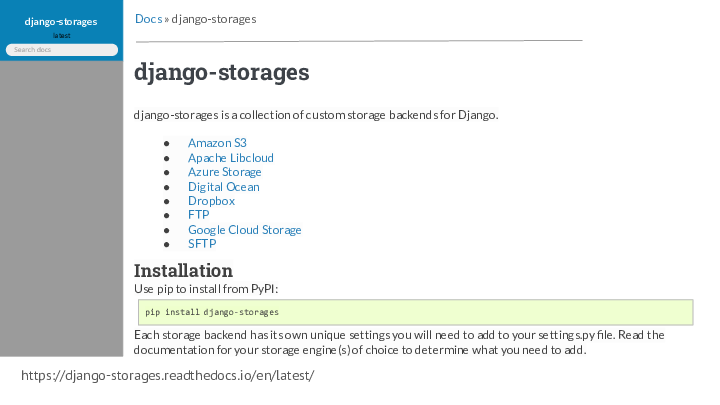 django-storages
latest
Search docs
Docs » django-storages
django-storages
django-storages is a collection of custom storage backends for Django.
● Amazon S3
● Apache Libcloud
● Azure Storage
● Digital Ocean
● Dropbox
● FTP
● Google Cloud Storage
● SFTP
Installation
Use pip to install from PyPI:
pip install django-storages
Each storage backend has its own unique settings you will need to add to your settings.py file. Read the
documentation for your storage engine(s) of choice to determine what you need to add.
https://django-storages.readthedocs.io/en/latest/